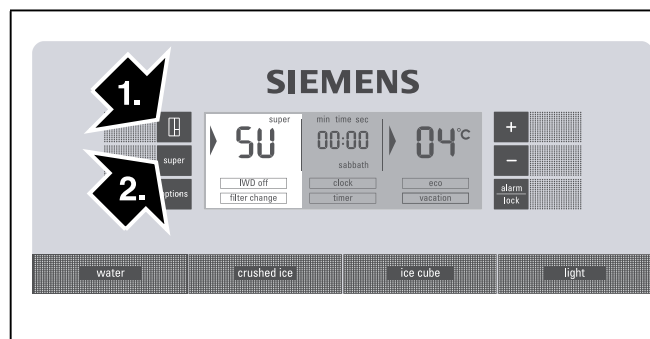 SIEMENS
1.
super
min time sec
SU
00:00
04°C
+
super
sabbath
–
2.
options
IWD off
clock
eco
alarm
lock
filter change
timer
vacation
water
crushed ice
ice cube
light